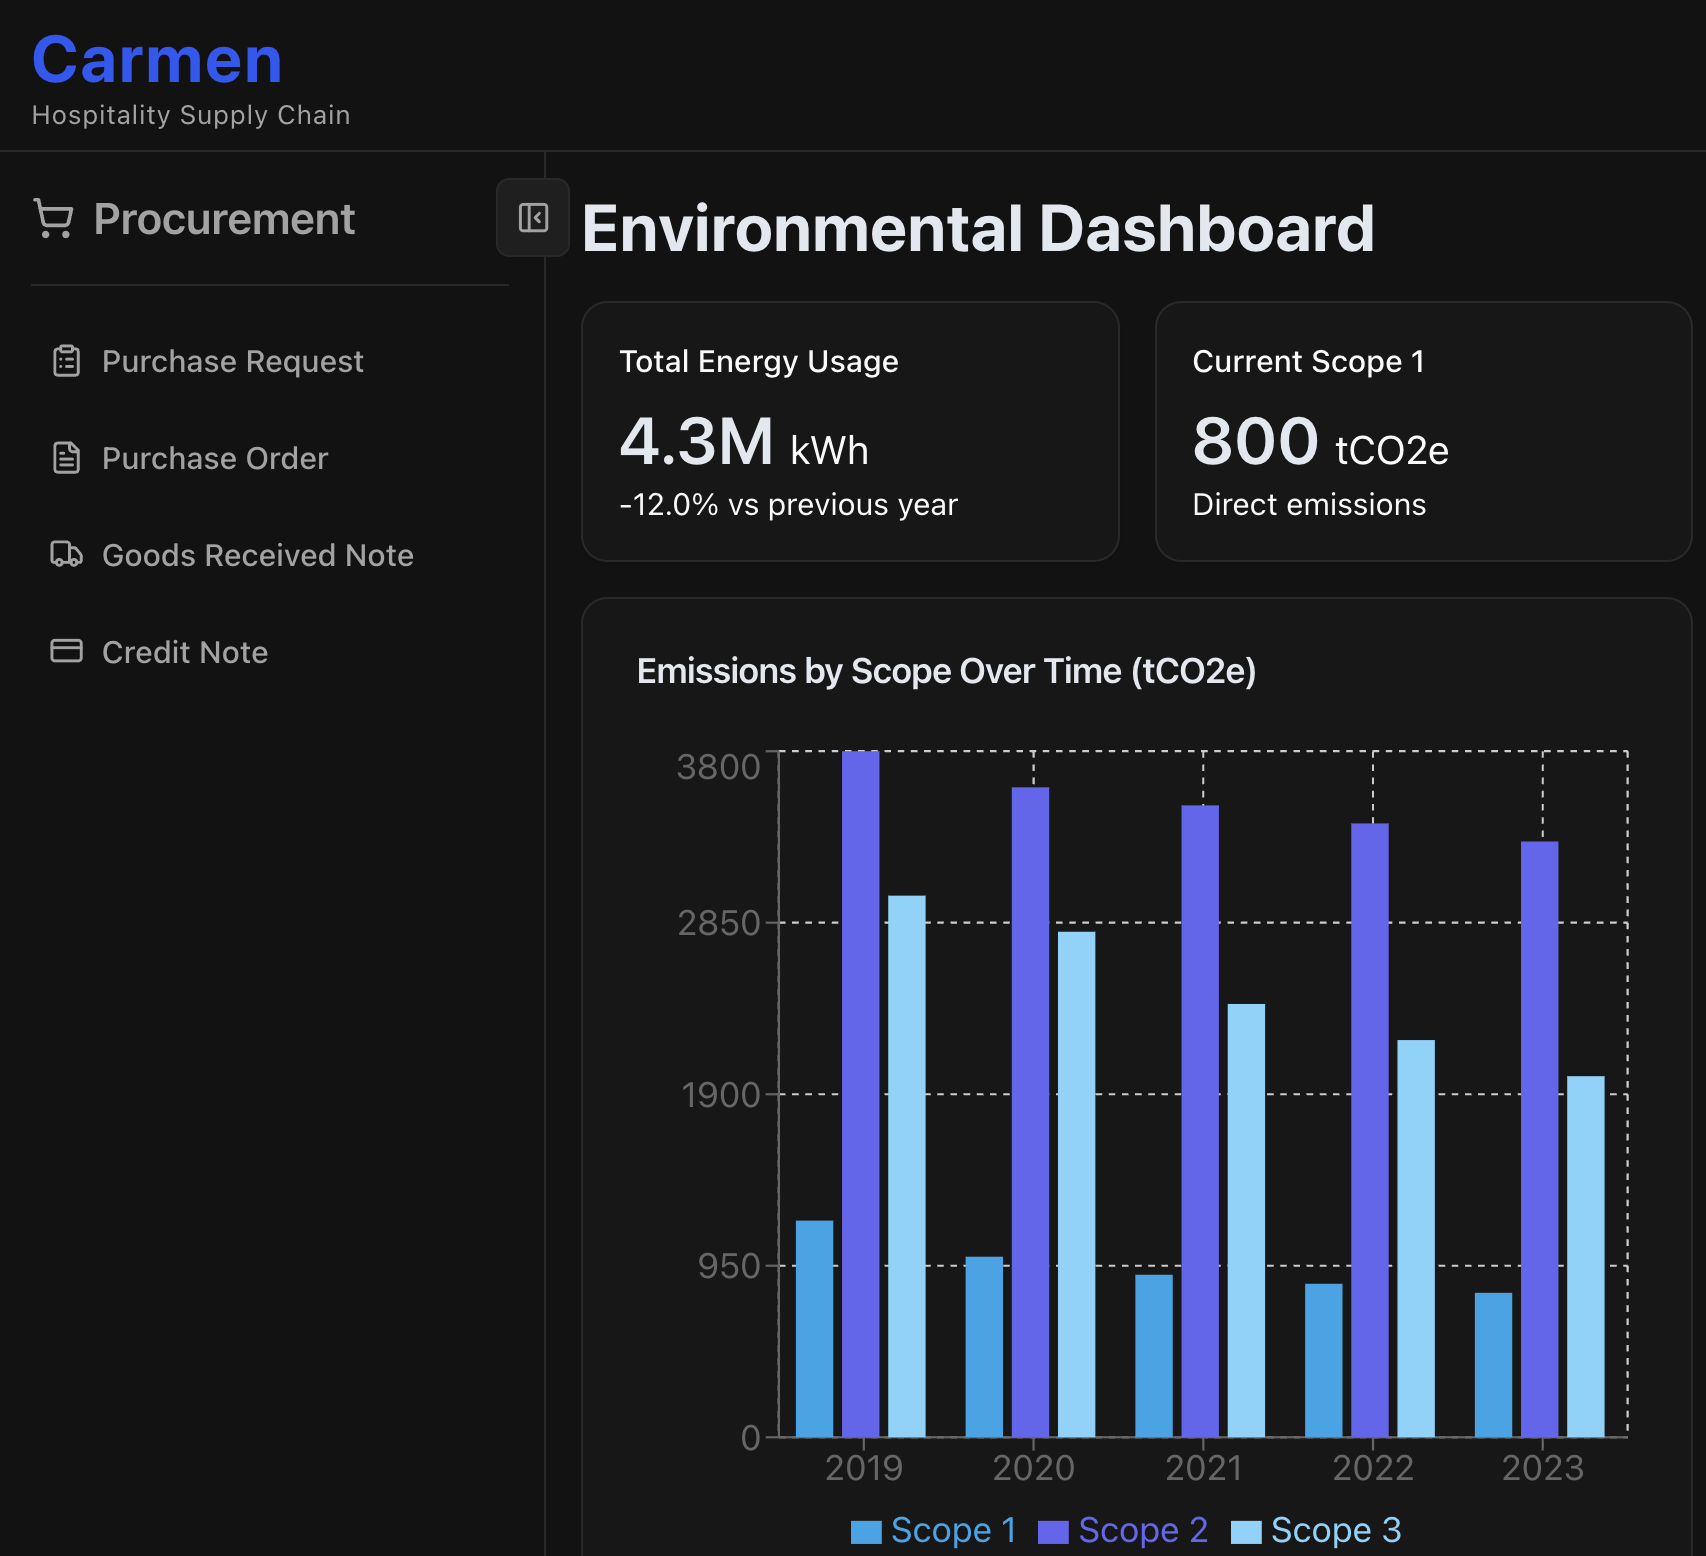 Carmen
Hospitality Supply Chain
Procurement
Purchase Request
Purchase Order
Goods Received Note
Credit Note
Environmental Dashboard
Total Energy Usage
4.3M kWh
-12.0% vs previous year
Current Scope 1
800 tCO2e
Direct emissions
Emissions by Scope Over Time (tCO2e)
3800
2850
1900
950
0
2019 2020 2021 2022 2023
Scope 1 Scope 2 Scope 3